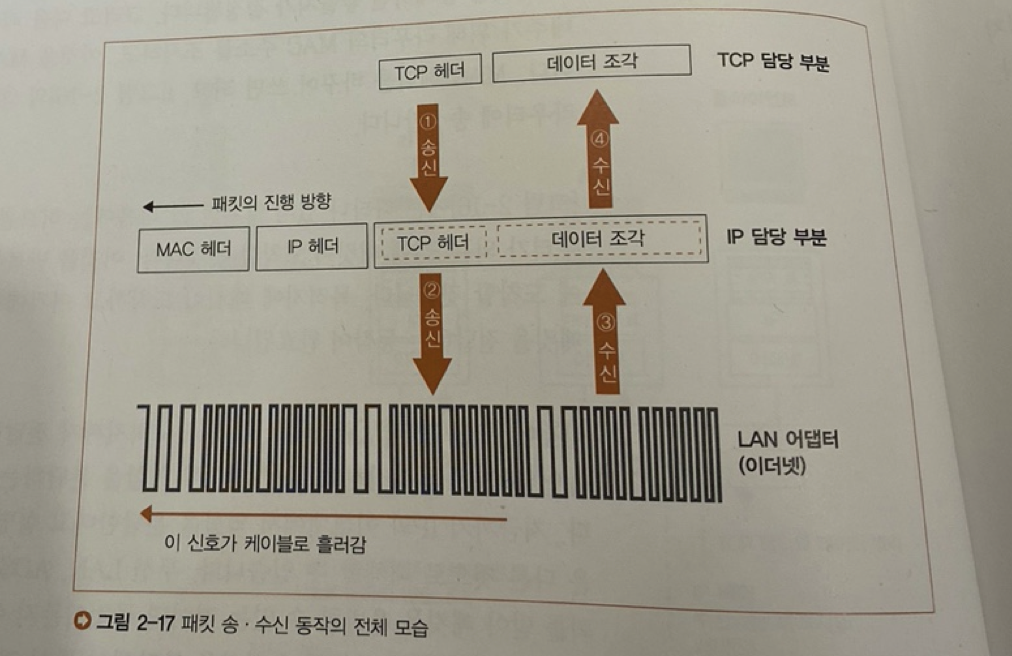 TCP 헤더 데이터 조각 TCP 담당 부분
① 송신 ④ 수신
패킷의 진행 방향
MAC 헤더 IP 헤더 TCP 헤더 데이터 조각 IP 담당 부분
② 송신 ③ 수신
LAN 어댑터
(이더넷)
이 신호가 케이블로 흘러감
그림 2-17 패킷 송·수신 동작의 전체 모습